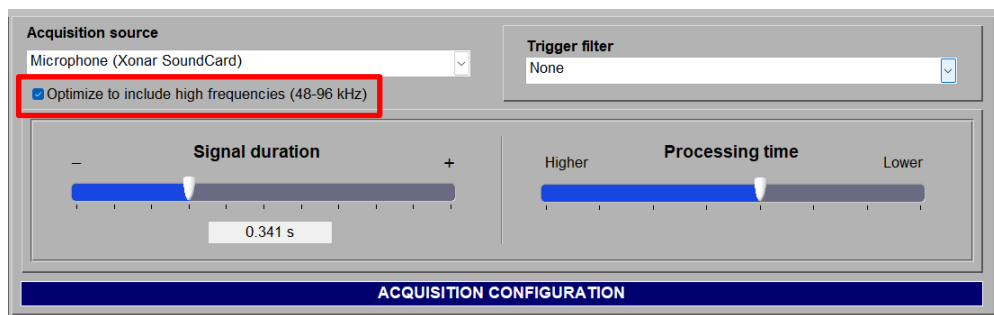 Acquisition source
Microphone (Xonar SoundCard)
Optimize to include high frequencies (48-96 kHz)
Trigger filter
None
Signal duration
– +
0.341 s
Processing time
Higher Lower
ACQUISITION CONFIGURATION